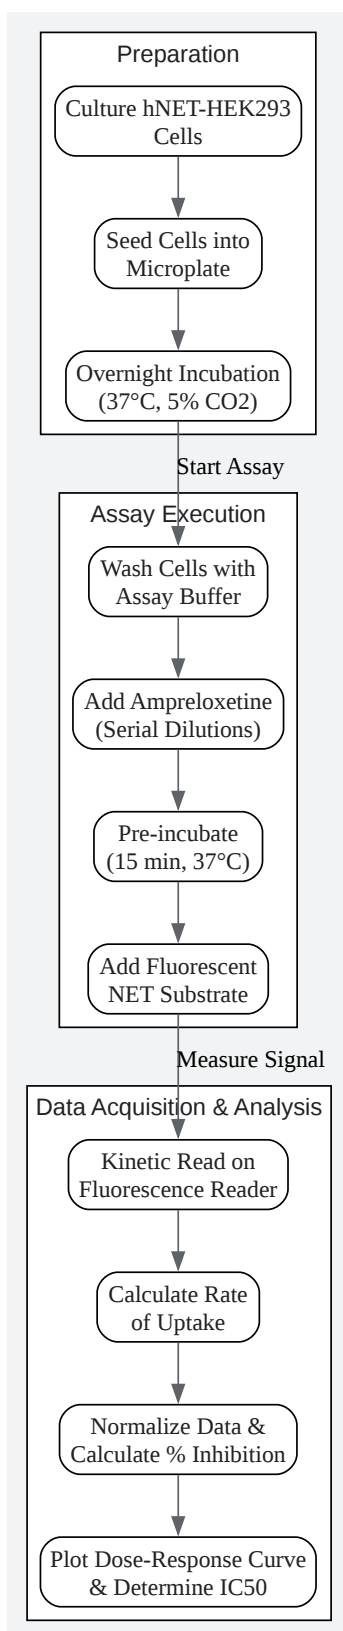 Preparation
Culture hNET-HEK293
Cells
Seed Cells into
Microplate
Overnight Incubation
(37°C, 5% CO2)
Start Assay
Assay Execution
Wash Cells with
Assay Buffer
Add Ampreloxetine
(Serial Dilutions)
Pre-incubate
(15 min, 37°C)
Add Fluorescent
NET Substrate
Measure Signal
Data Acquisition & Analysis
Kinetic Read on
Fluorescence Reader
Calculate Rate
of Uptake
Normalize Data &
Calculate % Inhibition
Plot Dose-Response Curve
& Determine IC50